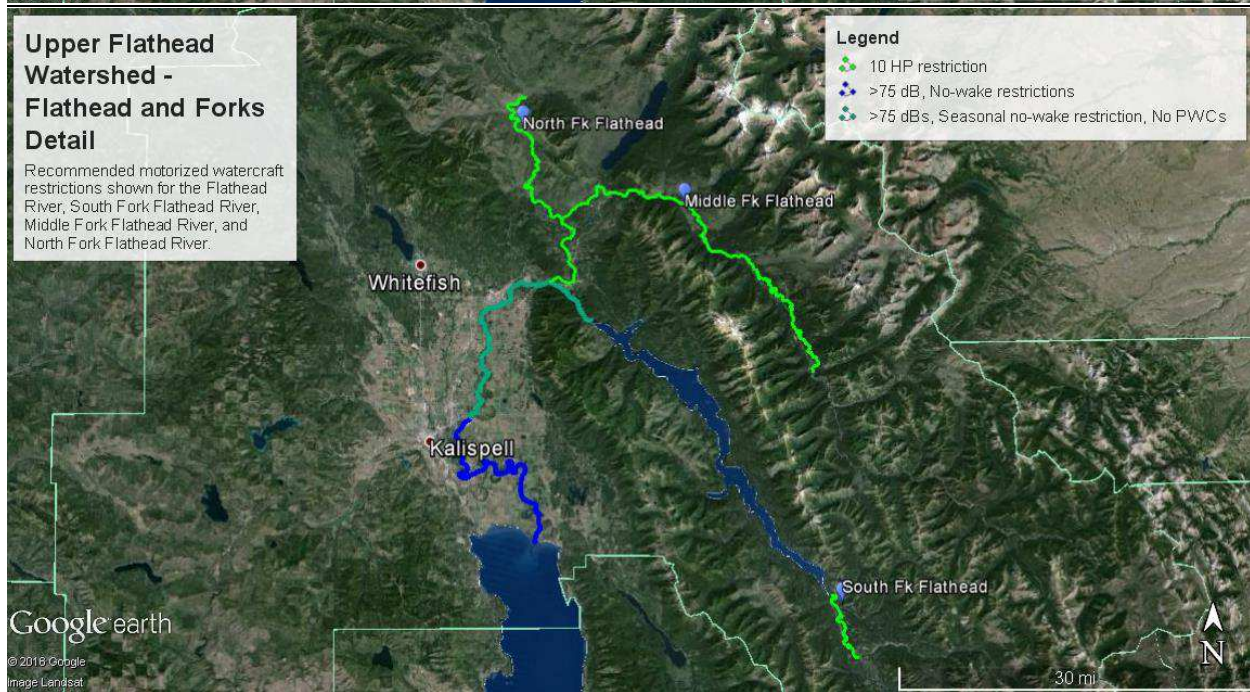 Upper Flathead
Watershed -
Flathead and Forks
Detail
Recommended motorized watercraft
restrictions shown for the Flathead
River, South Fork Flathead River,
Middle Fork Flathead River, and
North Fork Flathead River.
Legend
10 HP restriction
>75 dB, No-wake restrictions
>75 dBs, Seasonal no-wake restriction, No PWCs
North Fk Flathead
Middle Fk Flathead
Whitefish
Kalispell
South Fk Flathead
Google earth
© 2016 Google
Image Landsat
N
30 mi